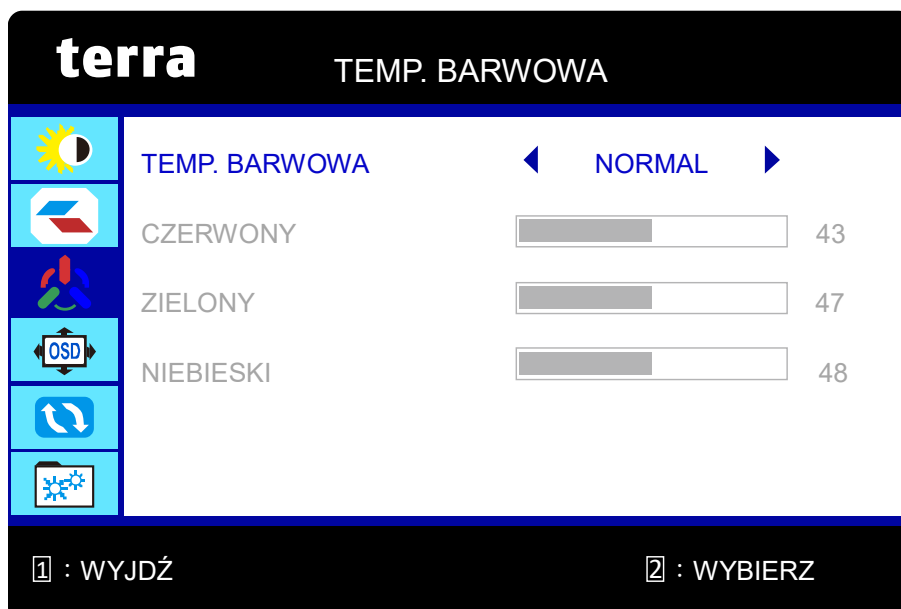 terra
TEMP. BARWOWA
TEMP. BARWOWA NORMAL
CZERWONY 43
ZIELONY 47
NIEBIESKI 48
OSD
1 : WYJDŹ 2 : WYBIERZ